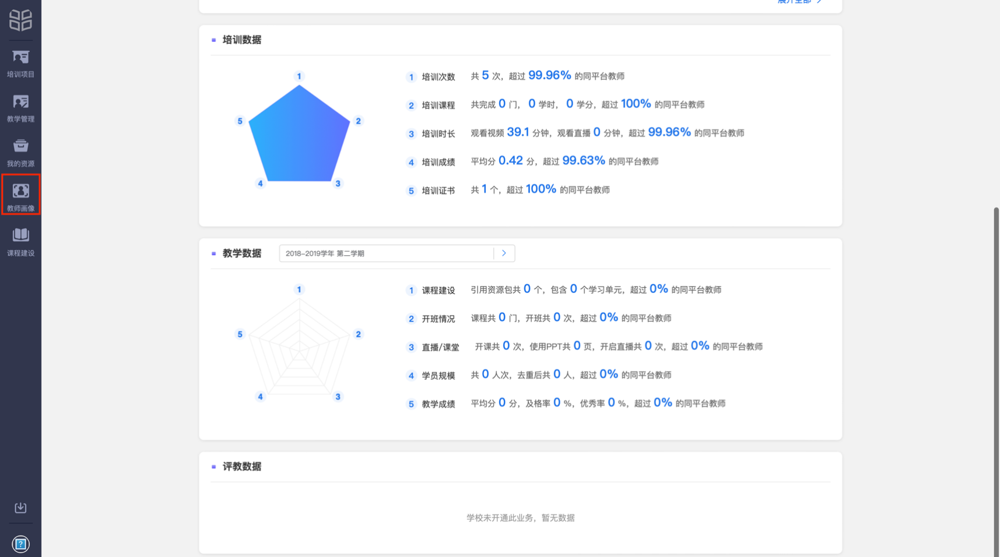 展开全部
培训项目
教学管理
我的资源
教师画像
课程建设
培训数据
1
2
3
4
5
1 培训次数 共 5 次，超过 99.96% 的同平台教师
2 培训课程 共完成 0 门， 0 学时， 0 学分，超过 100% 的同平台教师
3 培训时长 观看视频 39.1 分钟，观看直播 0 分钟，超过 99.96% 的同平台教师
4 培训成绩 平均分 0.42 分，超过 99.63% 的同平台教师
5 培训证书 共 1 个，超过 100% 的同平台教师
教学数据 2018-2019学年 第二学期
1
2
3
4
5
1 课程建设 引用资源包共 0 个，包含 0 个学习单元，超过 0% 的同平台教师
2 开班情况 课程共 0 门，开班共 0 次，超过 0% 的同平台教师
3 直播/课堂 开课共 0 次，使用PPT共 0 页，开启直播共 0 次，超过 0% 的同平台教师
4 学员规模 共 0 人次，去重后共 0 人，超过 0% 的同平台教师
5 教学成绩 平均分 0 分，及格率 0 %，优秀率 0 %，超过 0% 的同平台教师
评教数据
学校未开通此业务，暂无数据
?